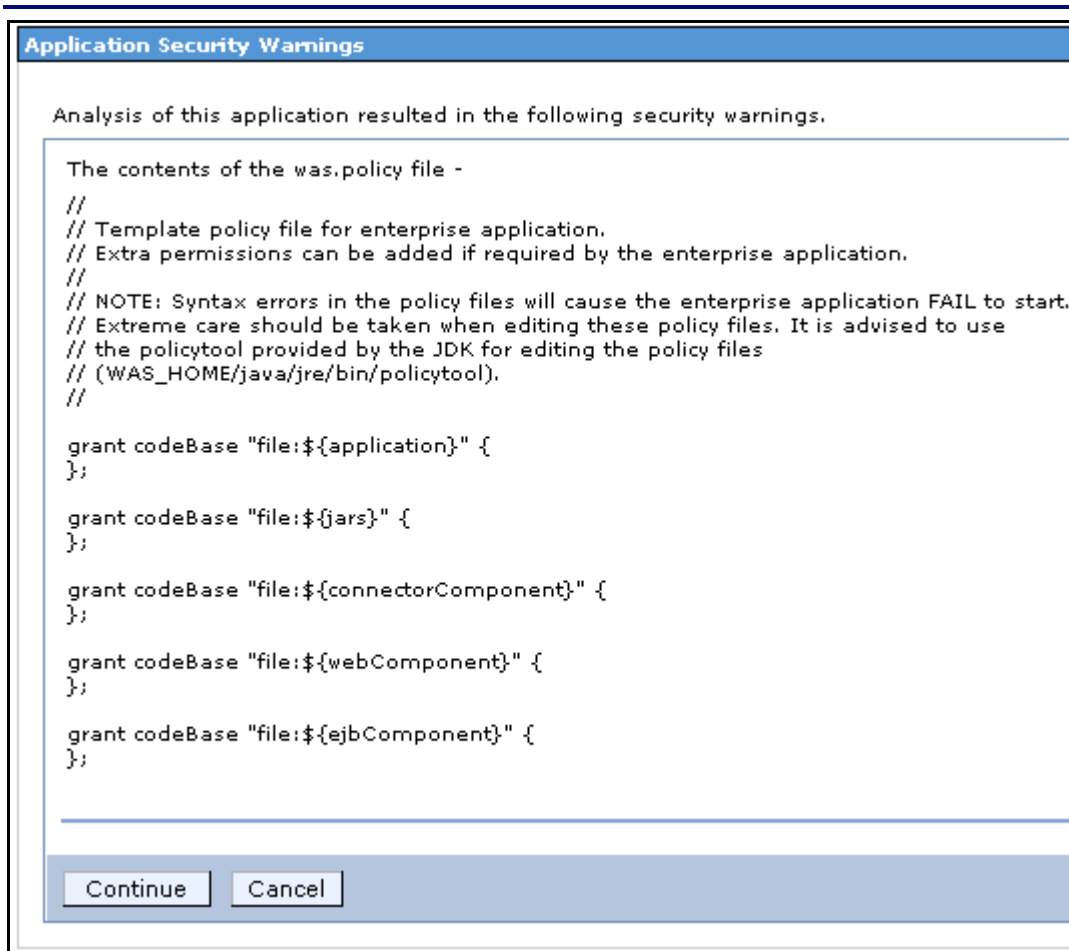 Application Security Warnings
Analysis of this application resulted in the following security warnings.
The contents of the was.policy file -
//
// Template policy file for enterprise application.
// Extra permissions can be added if required by the enterprise application.
//
// NOTE: Syntax errors in the policy files will cause the enterprise application FAIL to start.
// Extreme care should be taken when editing these policy files. It is advised to use
// the policytool provided by the JDK for editing the policy files
// (WAS_HOME/java/jre/bin/policytool).
//
grant codeBase "file:${application}" {
};
grant codeBase "file:${jars}" {
};
grant codeBase "file:${connectorComponent}" {
};
grant codeBase "file:${webComponent}" {
};
grant codeBase "file:${ejbComponent}" {
};
Continue Cancel